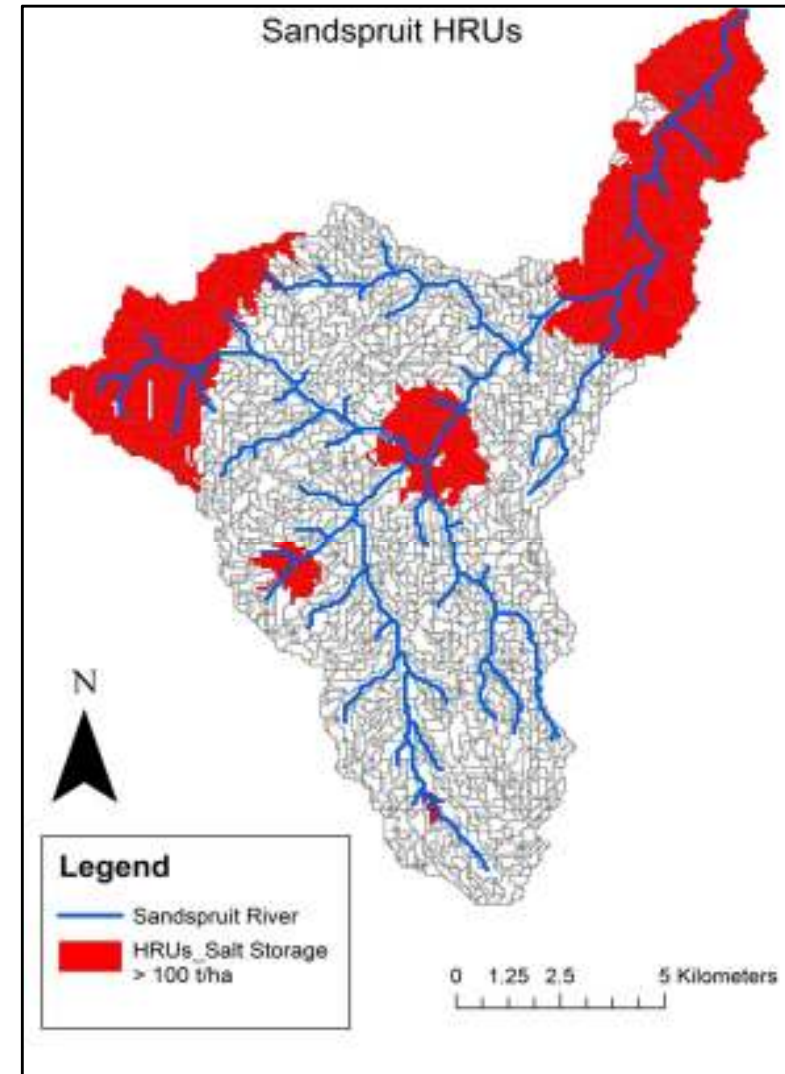 Sandspruit HRUs
N
Legend
Sandspruit River
HRUs_Salt Storage
> 100 t/ha
0 1.25 2.5 5 Kilometers